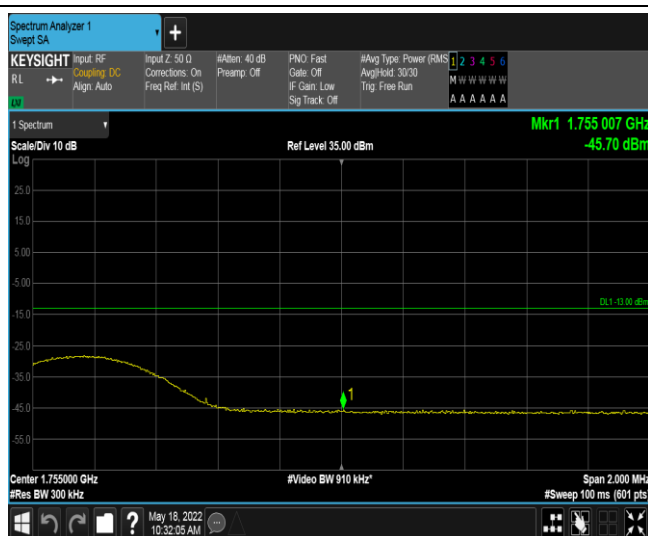 Spectrum Analyzer 1
Swept SA
+
KEYSIGHT Input: RF Input Z: 50 Ω #Atten: 40 dB PNO: Fast #Avg Type: Power (RMS 1 2 3 4 5 6
RL Coupling: DC Corrections: On Preamp: Off Gate: Off Avg|Hold: 30/30 M W W W W W
Align: Auto Freq Ref: Int (S) IF Gain: Low Trig: Free Run
Sig Track: Off A A A A A A
1 Spectrum Mkr1 1.755 007 GHz
Scale/Div 10 dB Ref Level 35.00 dBm -45.70 dBm
Log
25.0
15.0
5.00
-5.00
DL1 -13.00 dBm
-15.0
-25.0
-35.0
1
-45.0
-55.0
Center 1.755000 GHz #Video BW 910 kHz* Span 2.000 MHz
#Res BW 300 kHz #Sweep 100 ms (601 pts)
? May 18, 2022
10:32:05 AM